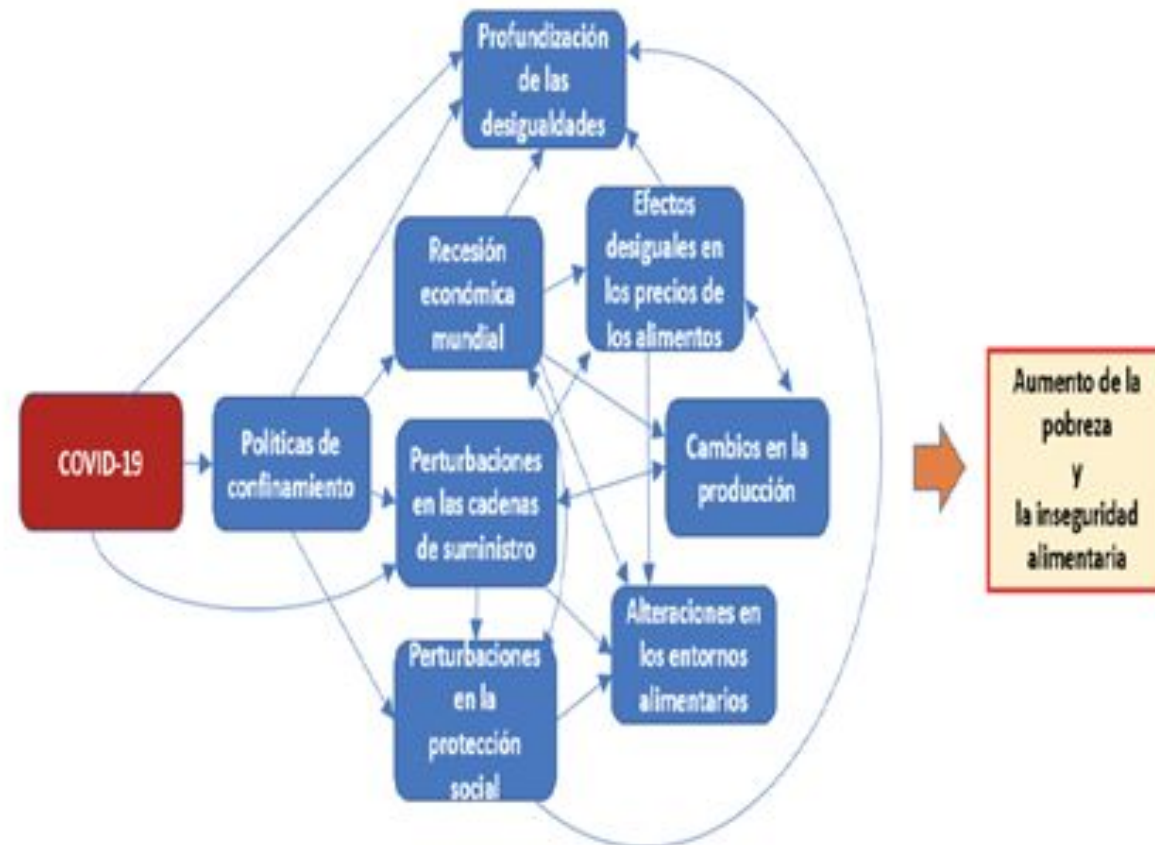 Profundización
de las
desigualdades
Efectos
desiguales en
los precios de
los alimentos
Recesión
económica
mundial
COVID-19
Políticas de
confinamiento
Perturbaciones
en las cadenas
de suministro
Cambios en la
producción
Aumento de la
pobreza
y
la inseguridad
alimentaria
Alteraciones en
los entornos
alimentarios
Perturbaciones
en la
protección
social